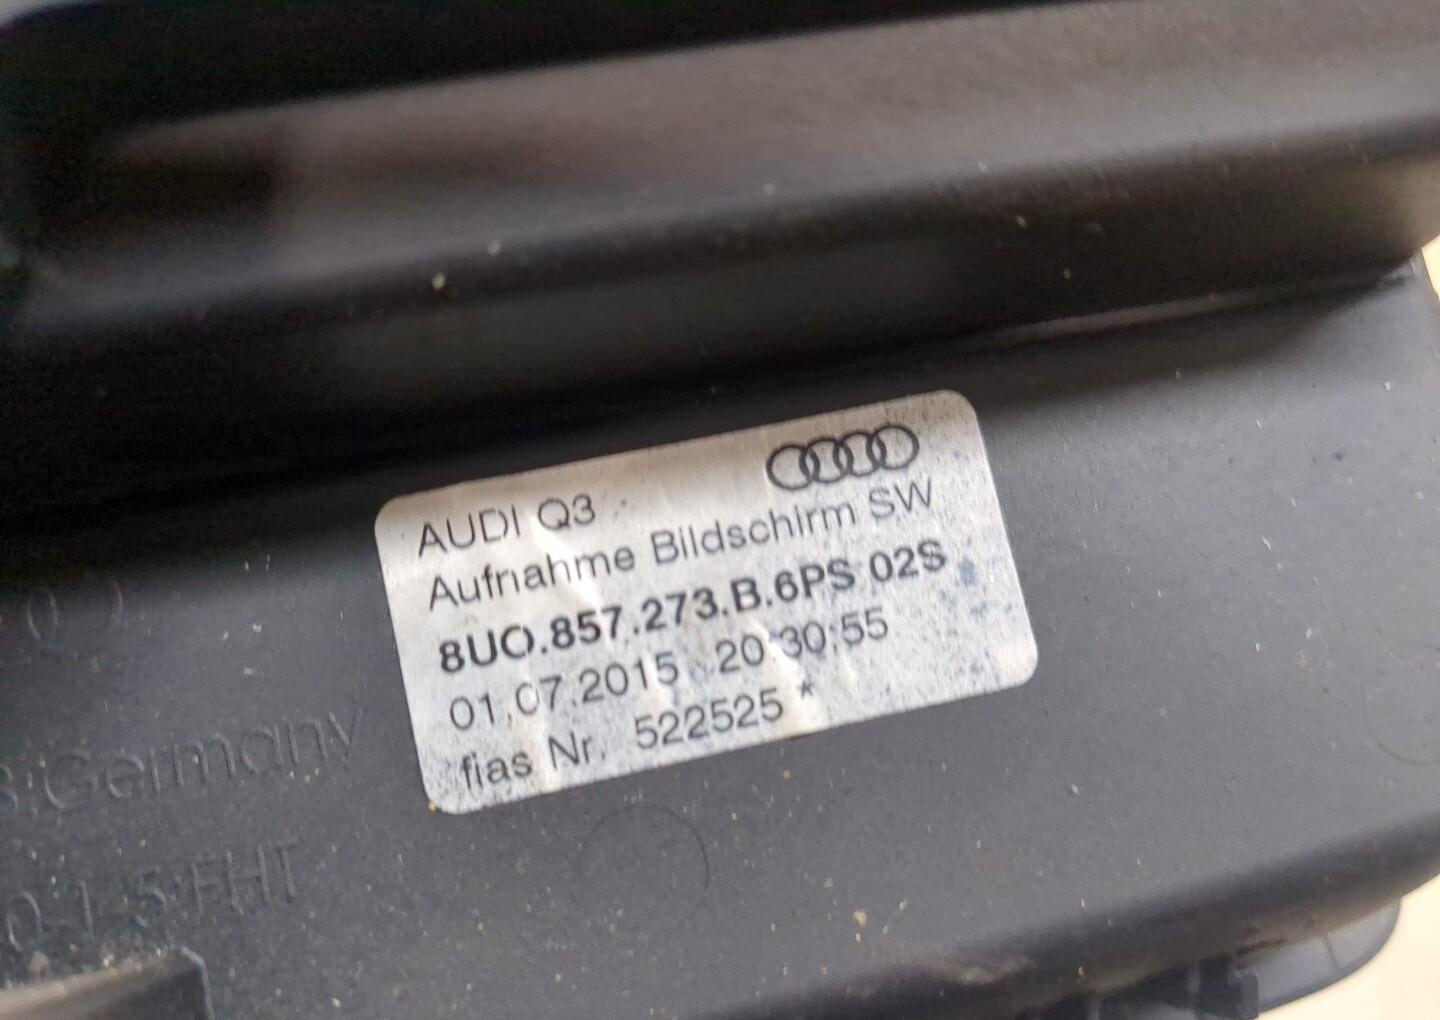 AUDI Q3
Aufnahme Bildschirm SW
8U0.857.273.B.6PS 02S
01.07.2015 20:30:55
fias Nr. 522525 *
Germany